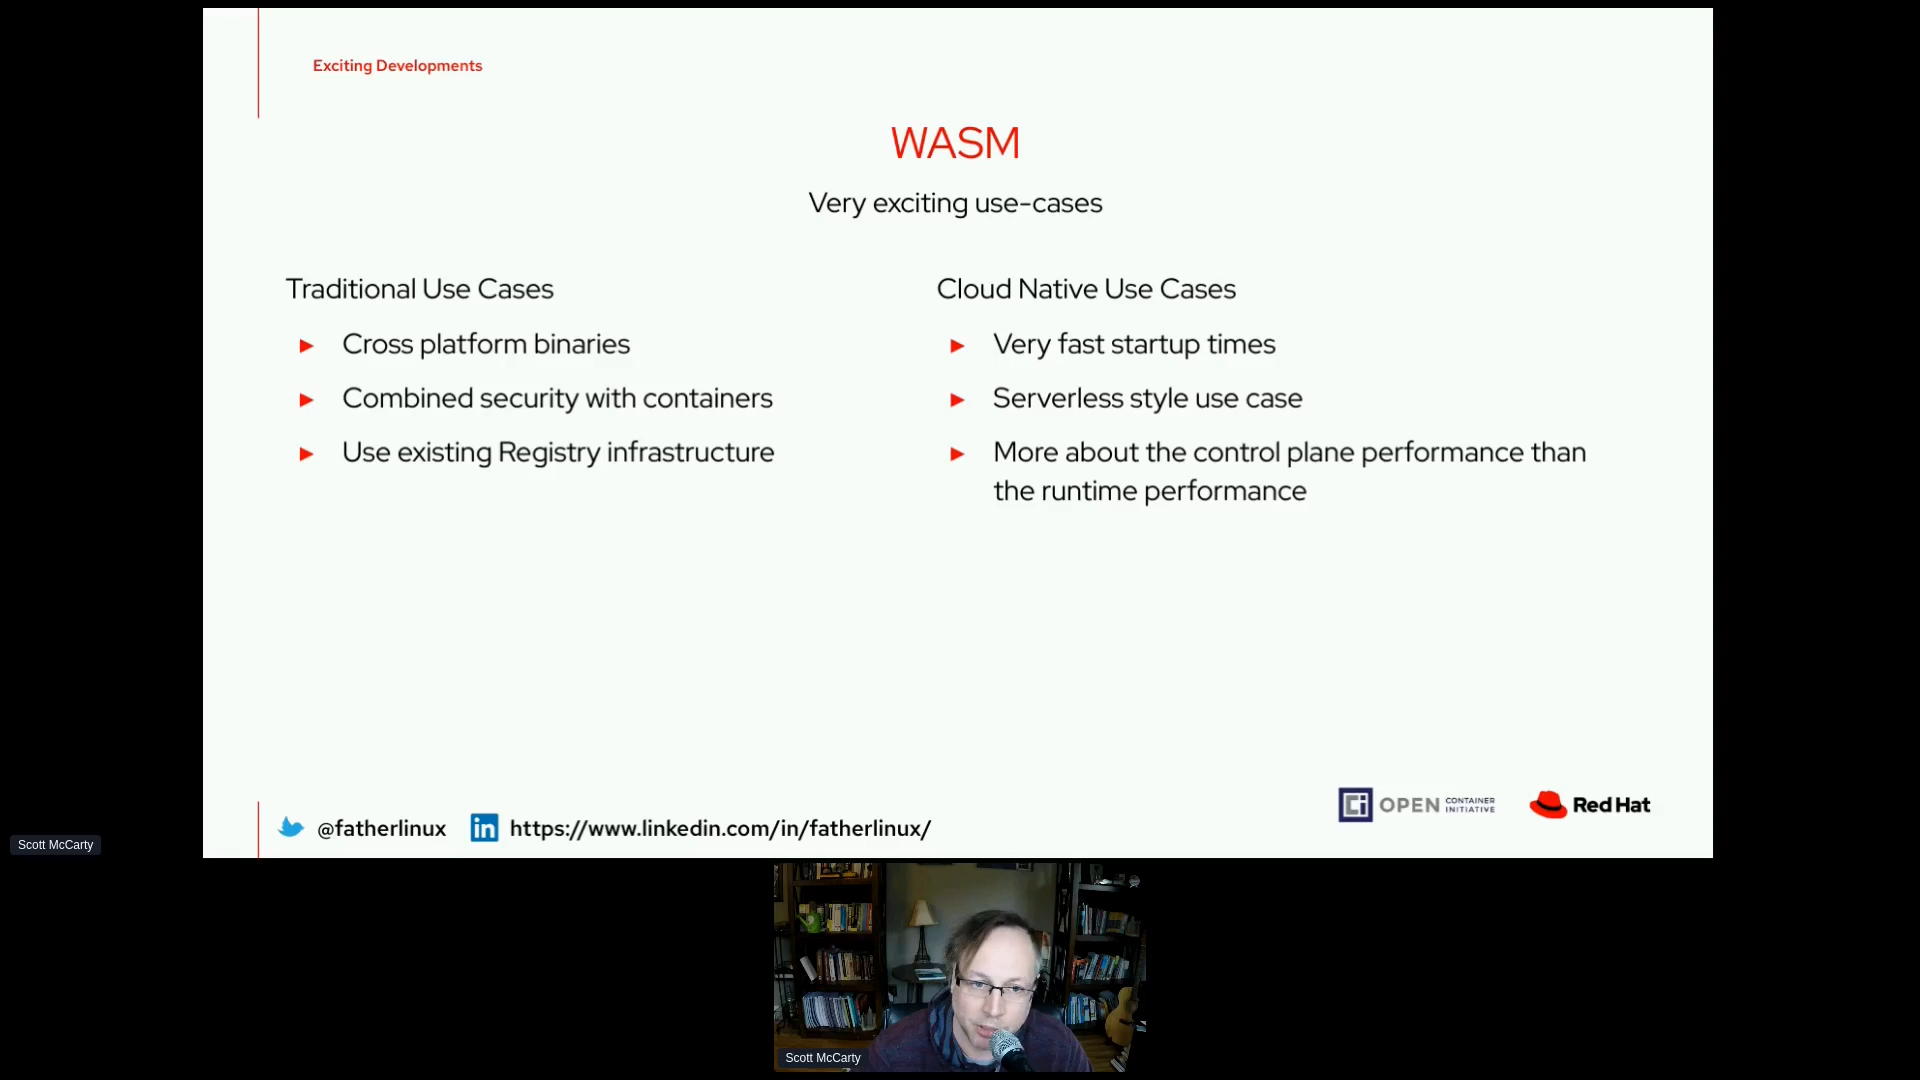 Exciting Developments
WASM
Very exciting use-cases
Traditional Use Cases
► Cross platform binaries
► Combined security with containers
► Use existing Registry infrastructure
Cloud Native Use Cases
► Very fast startup times
► Serverless style use case
► More about the control plane performance than
the runtime performance
@fatherlinux
in https://www.linkedin.com/in/fatherlinux/
Ci OPEN CONTAINER INITIATIVE
Red Hat
Scott McCarty
Scott McCarty